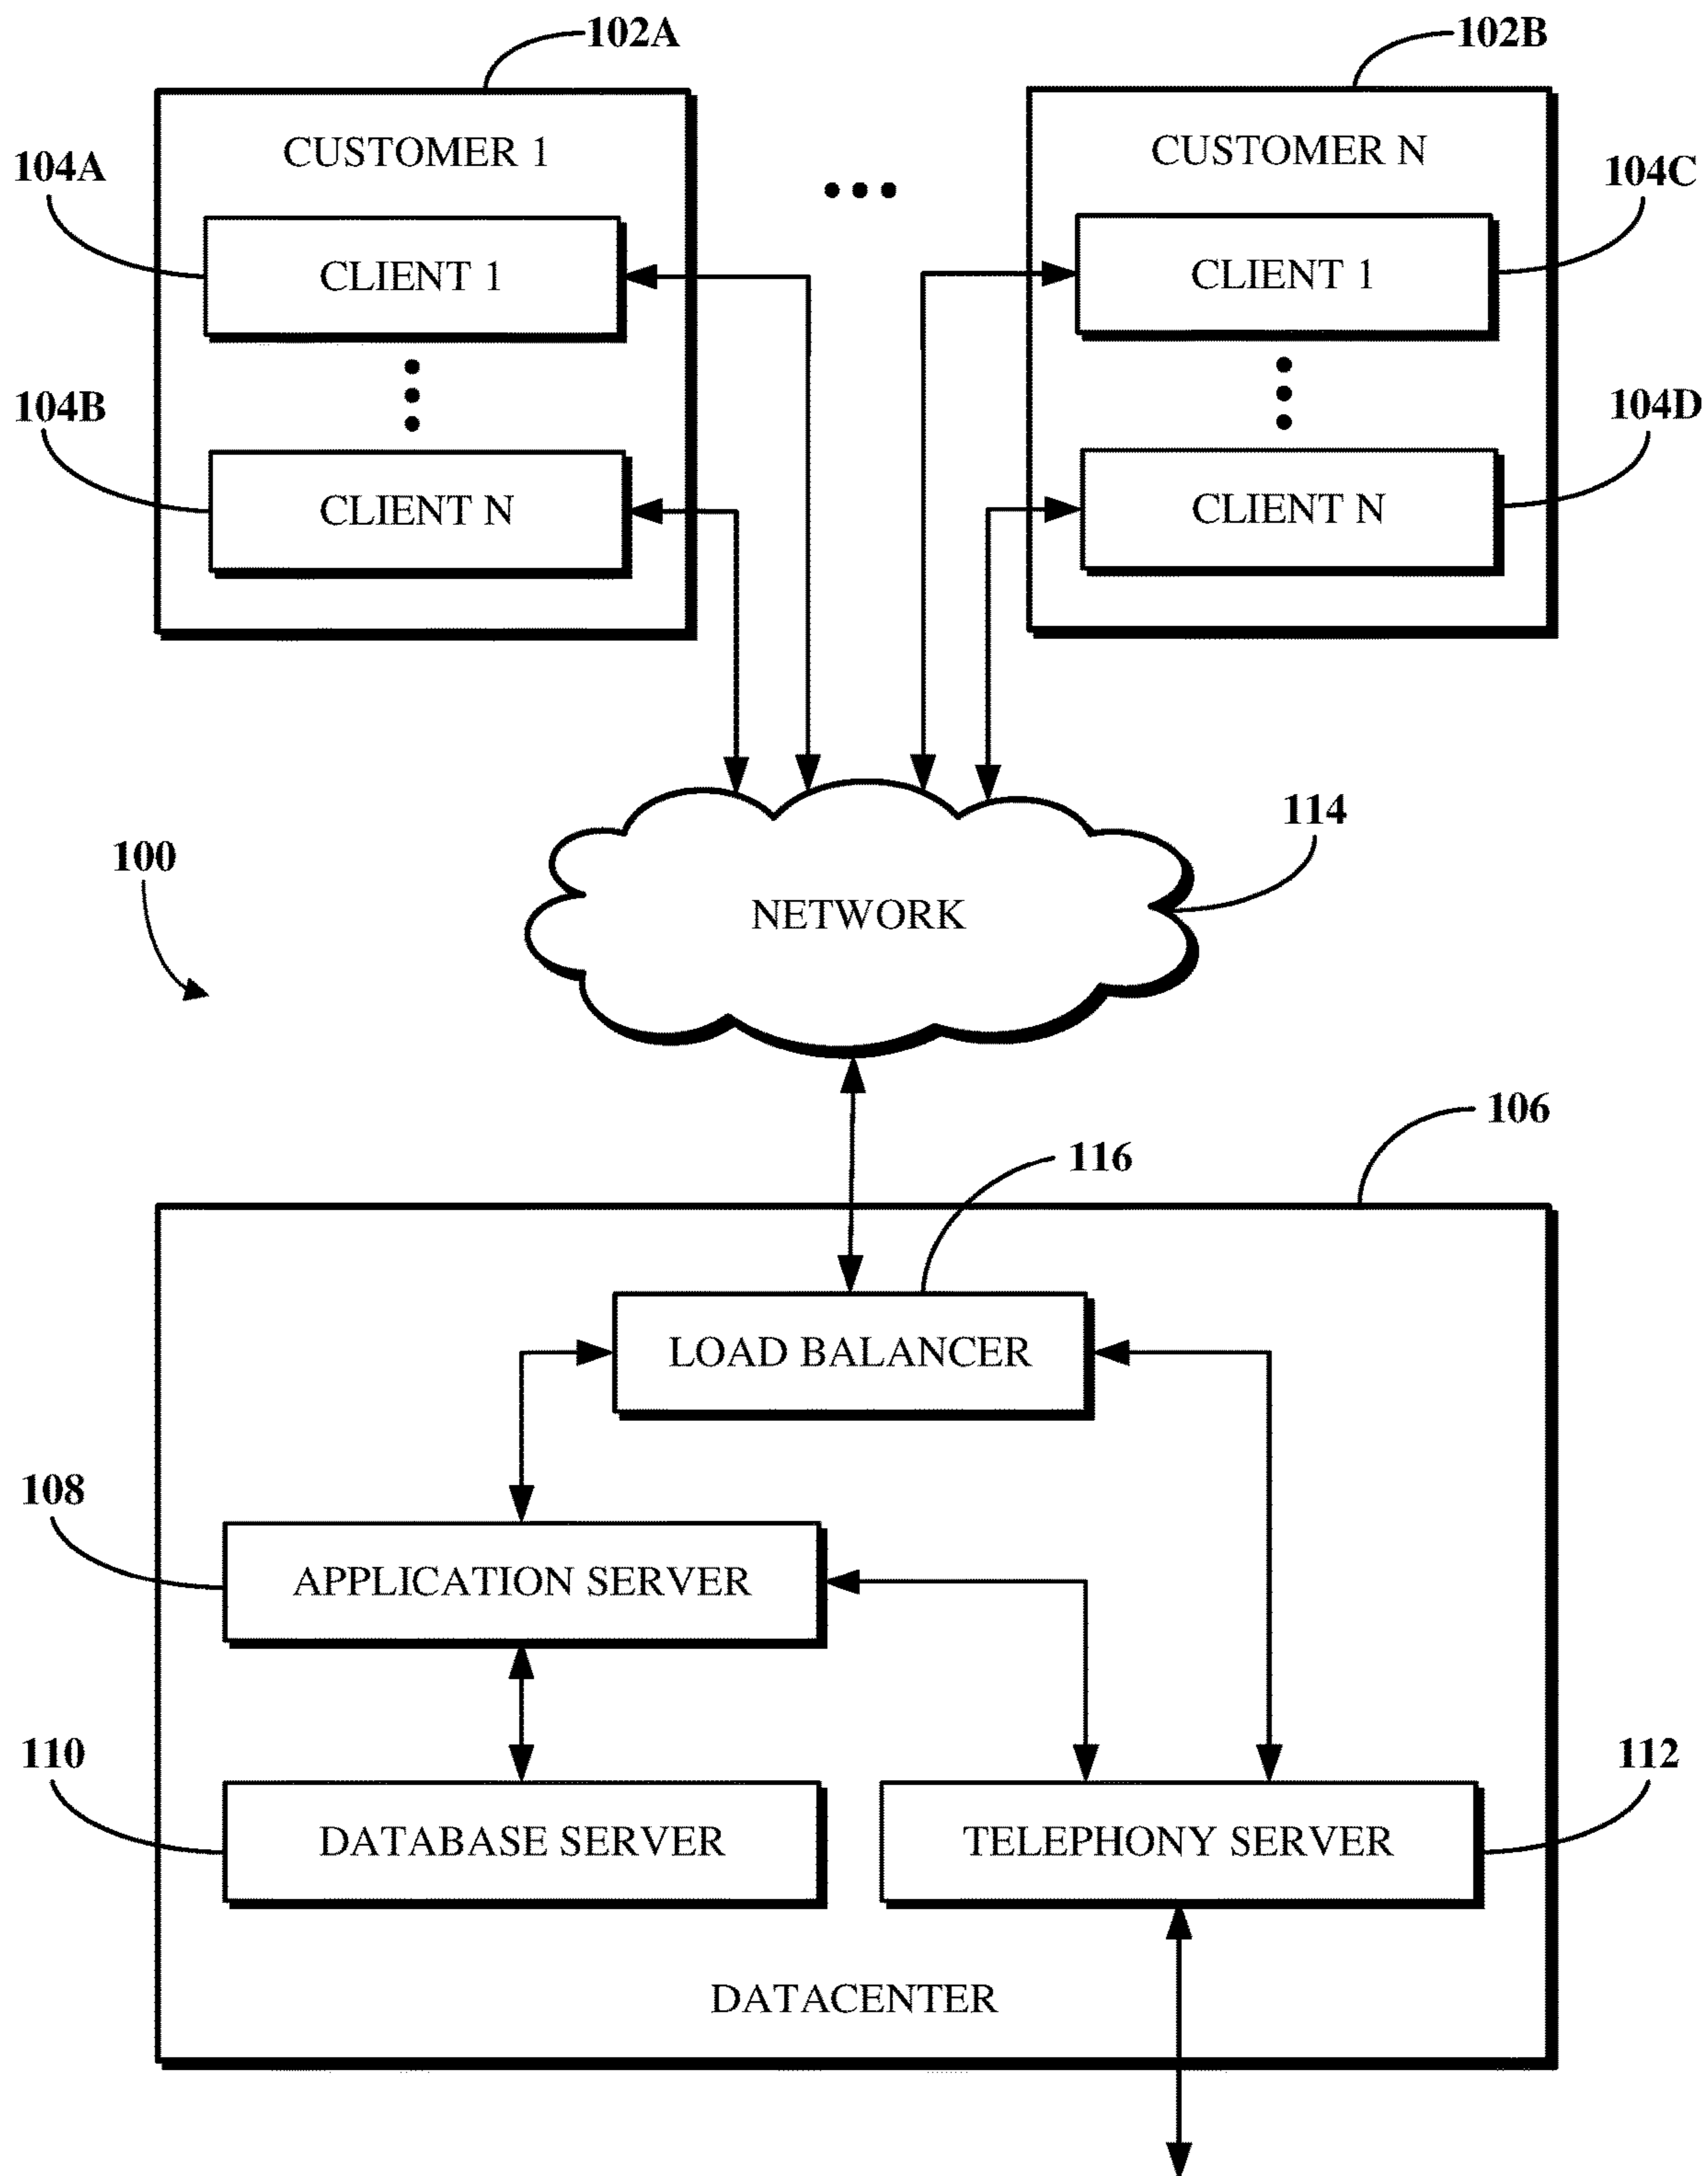 102A
102B
CUSTOMER 1
CUSTOMER N
104A
104C
CLIENT 1
CLIENT 1
104B
104D
CLIENT N
CLIENT N
114
100
NETWORK
106
116
LOAD BALANCER
108
APPLICATION SERVER
110
112
DATABASE SERVER
TELEPHONY SERVER
DATACENTER